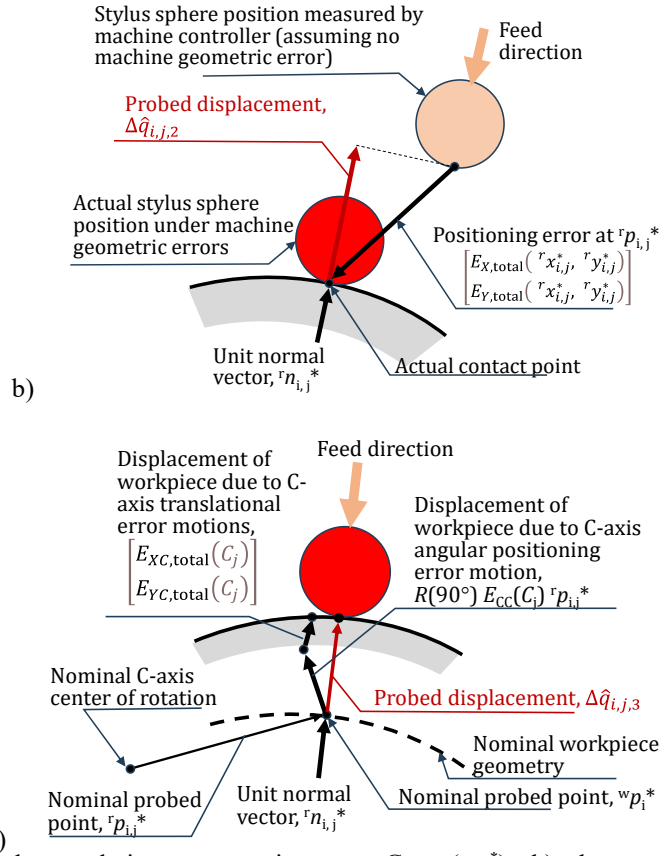 Stylus sphere position measured by
machine controller (assuming no
machine geometric error)
Feed
direction
Probed displacement,
Δq̂i,j,2
Actual stylus sphere
position under machine
geometric errors
Positioning error at ʳpi,j*
[EX,total( ʳx*i,j, ʳy*i,j)]
[EY,total( ʳx*i,j, ʳy*i,j)]
Unit normal
vector, ʳni,j*
Actual contact point
b)
Feed direction
Displacement of
workpiece due to C-
axis translational
error motions,
[EXC,total(Cj)]
[EYC,total(Cj)]
Displacement of
workpiece due to C-axis
angular positioning
error motion,
R(90°) ECC(Cj) ʳpi,j*
Nominal C-axis
center of rotation
Probed displacement, Δq̂i,j,3
Nominal workpiece
geometry
Nominal probed
point, ʳpi,j*
Unit normal
vector, ʳni,j*
Nominal probed point, ʷpi*
)